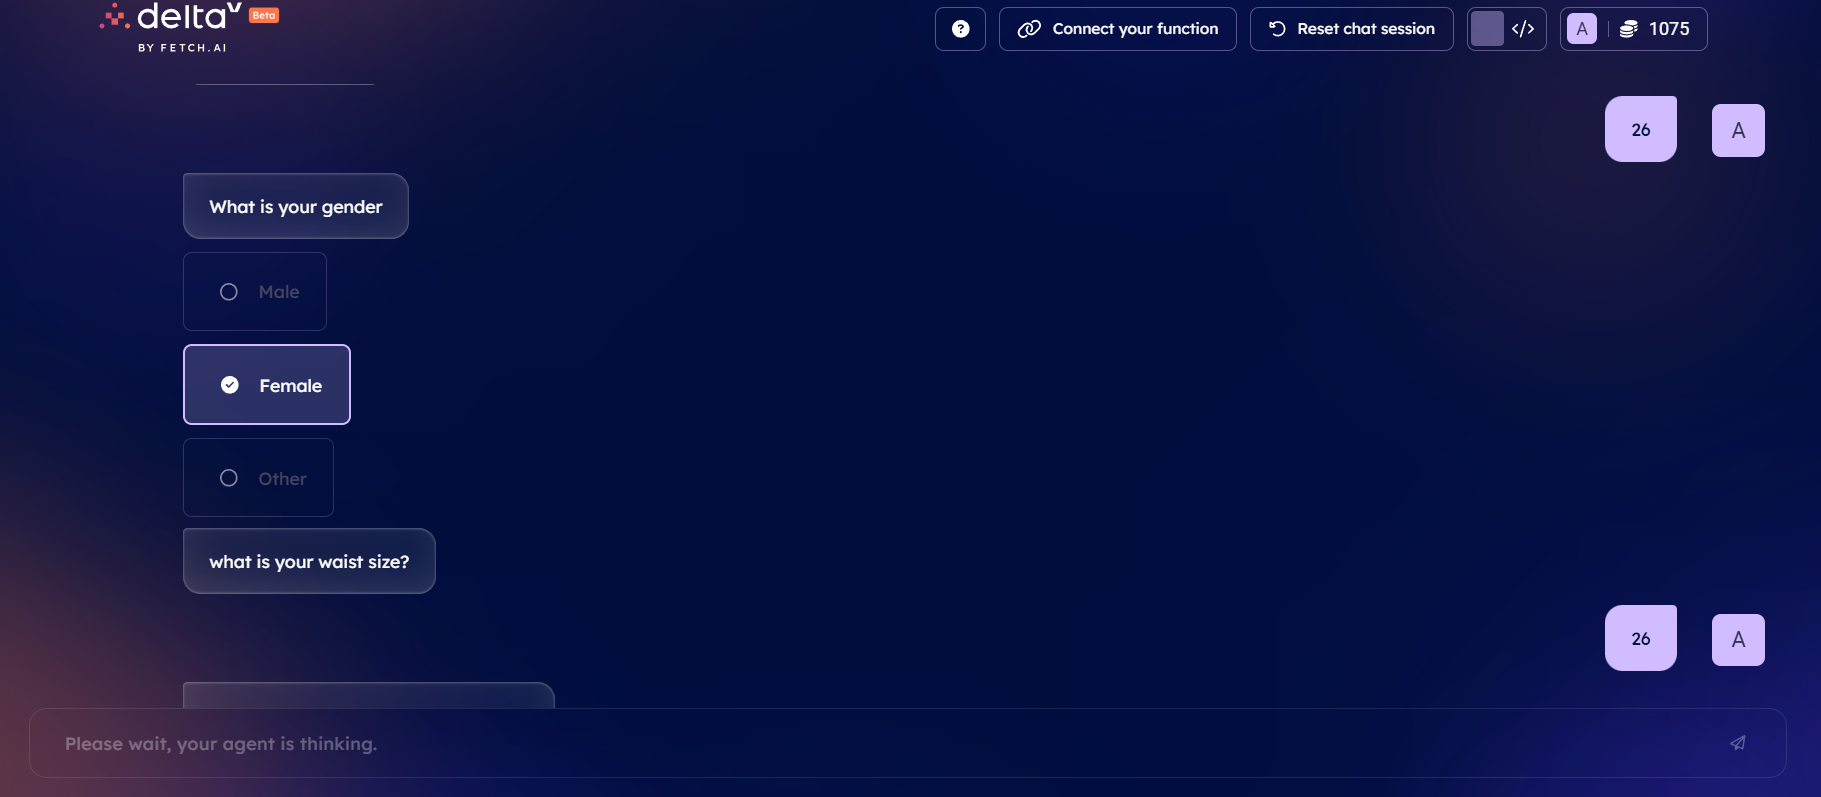 deltaV Beta
BY FETCH.AI
? Connect your function Reset chat session </> A 1075
26 A
What is your gender
Male
Female
Other
what is your waist size?
26 A
Please wait, your agent is thinking.